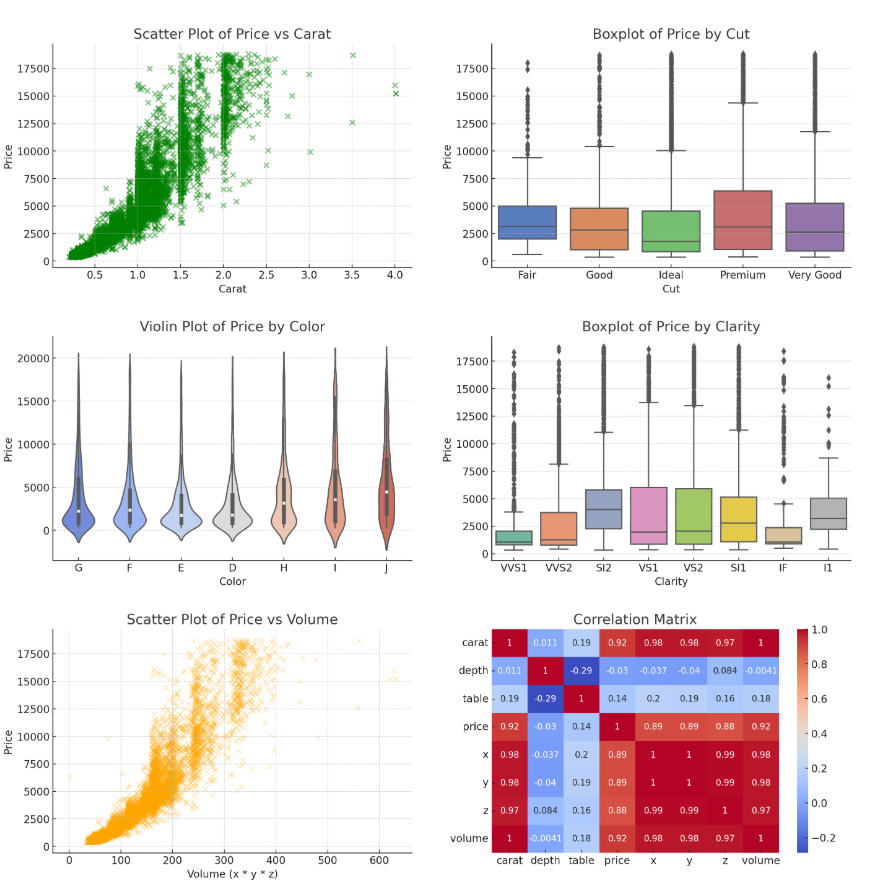 Scatter Plot of Price vs Carat
17500
15000
12500
10000
7500
5000
2500
0
Price
0.5 1.0 1.5 2.0 2.5 3.0 3.5 4.0
Carat
Boxplot of Price by Cut
17500
15000
12500
10000
7500
5000
2500
0
Price
Fair Good Ideal Premium Very Good
Cut
Violin Plot of Price by Color
20000
15000
10000
5000
0
Price
G F E D H I J
Color
Boxplot of Price by Clarity
17500
15000
12500
10000
7500
5000
2500
0
Price
VVS1 VVS2 SI2 VS1 VS2 SI1 IF I1
Clarity
Scatter Plot of Price vs Volume
17500
15000
12500
10000
7500
5000
2500
0
Price
0 100 200 300 400 500 600
Volume (x * y * z)
Correlation Matrix
carat 1 0.011 0.19 0.92 0.98 0.98 0.97 1
depth 0.011 1 -0.29 -0.03 -0.037 -0.04 0.084 -0.0041
table 0.19 -0.29 1 0.14 0.2 0.19 0.16 0.18
price 0.92 -0.03 0.14 1 0.89 0.89 0.88 0.92
x 0.98 -0.037 0.2 0.89 1 1 0.99 0.98
y 0.98 -0.04 0.19 0.89 1 1 0.99 0.98
z 0.97 0.084 0.16 0.88 0.99 0.99 1 0.97
volume 1 -0.0041 0.18 0.92 0.98 0.98 0.97 1
carat depth table price x y z volume
1.0
0.8
0.6
0.4
0.2
0.0
−0.2